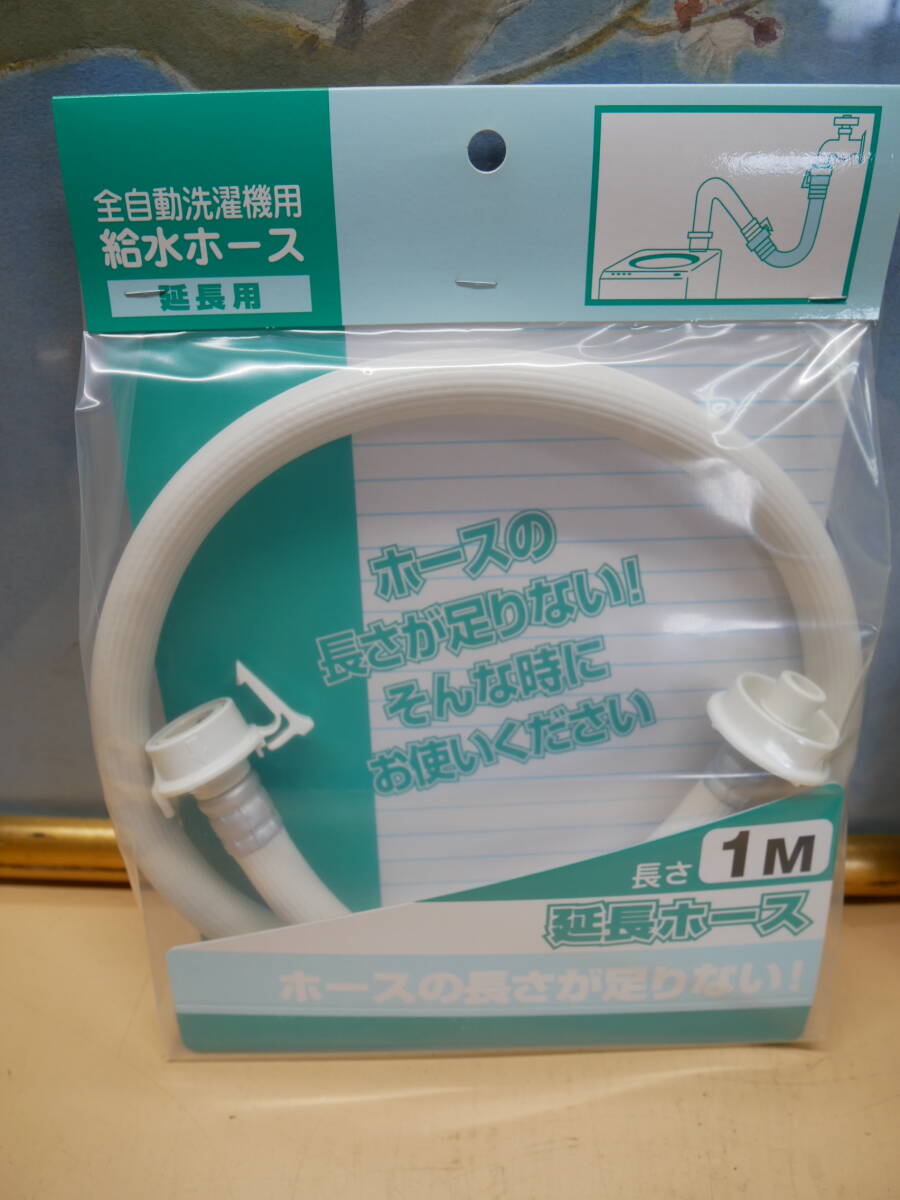 全自動洗濯機用
給水ホース
延長用
ホースの
長さが足りない!
そんな時に
お使いください
長さ 1M
延長ホース
ホースの長さが足りない!